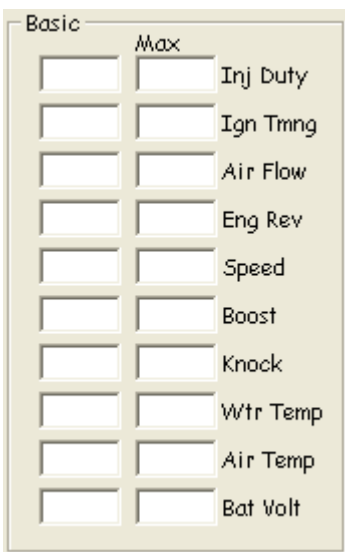 Basic
Max
Inj Duty
Ign Tmng
Air Flow
Eng Rev
Speed
Boost
Knock
Wtr Temp
Air Temp
Bat Volt